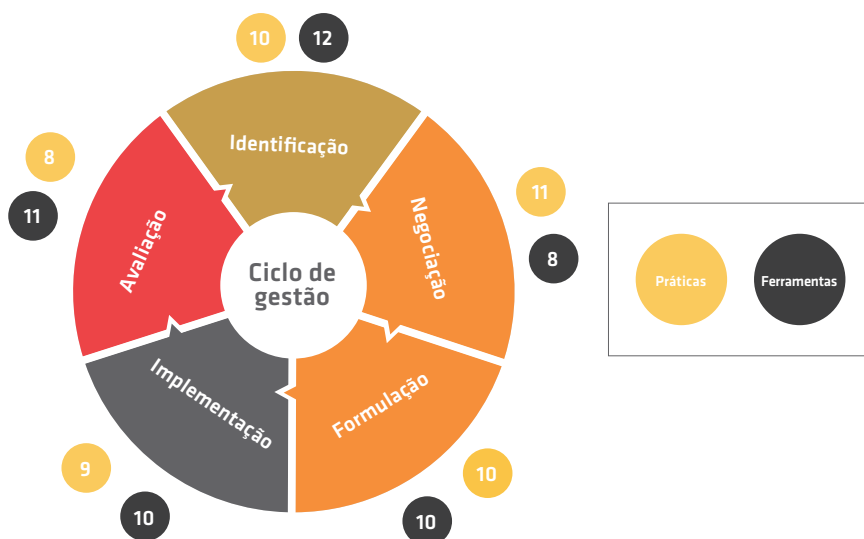 10
12
Identificação
8
11
Avaliação
Negociação
11
8
Ciclo de
gestão
Práticas
Ferramentas
Implementação
Formulação
9
10
10
10